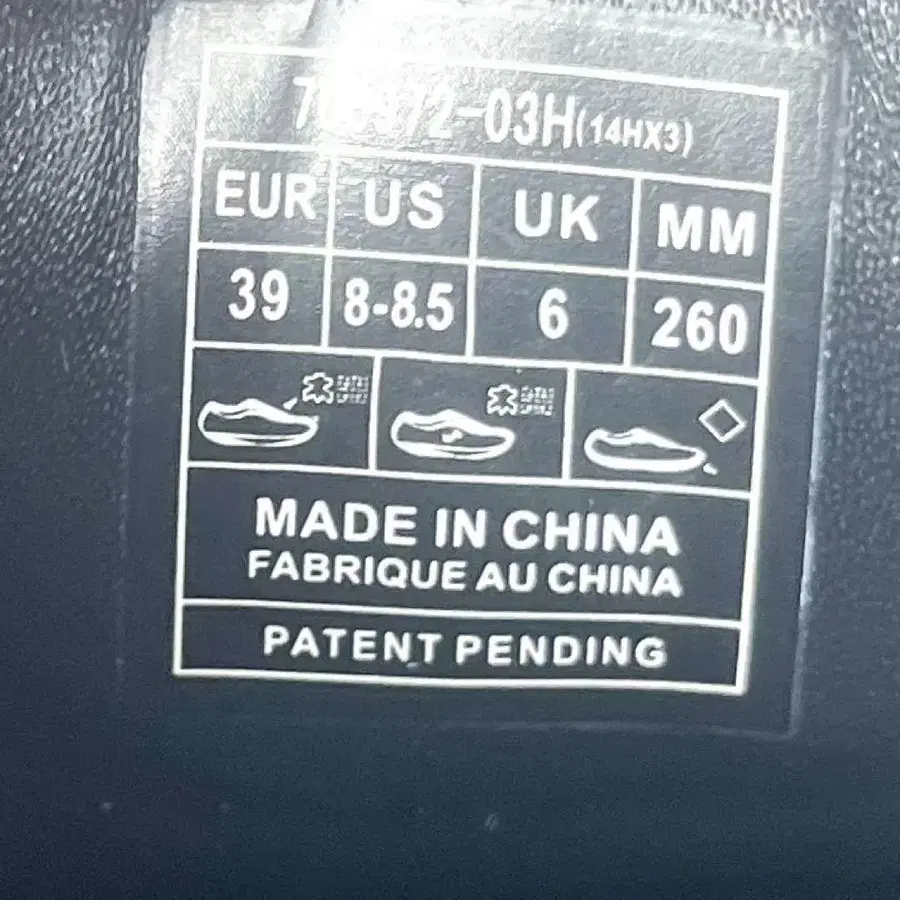 -03H(14HX3)
EUR US UK MM
39 8-8.5 6 260
MADE IN CHINA
FABRIQUE AU CHINA
PATENT PENDING